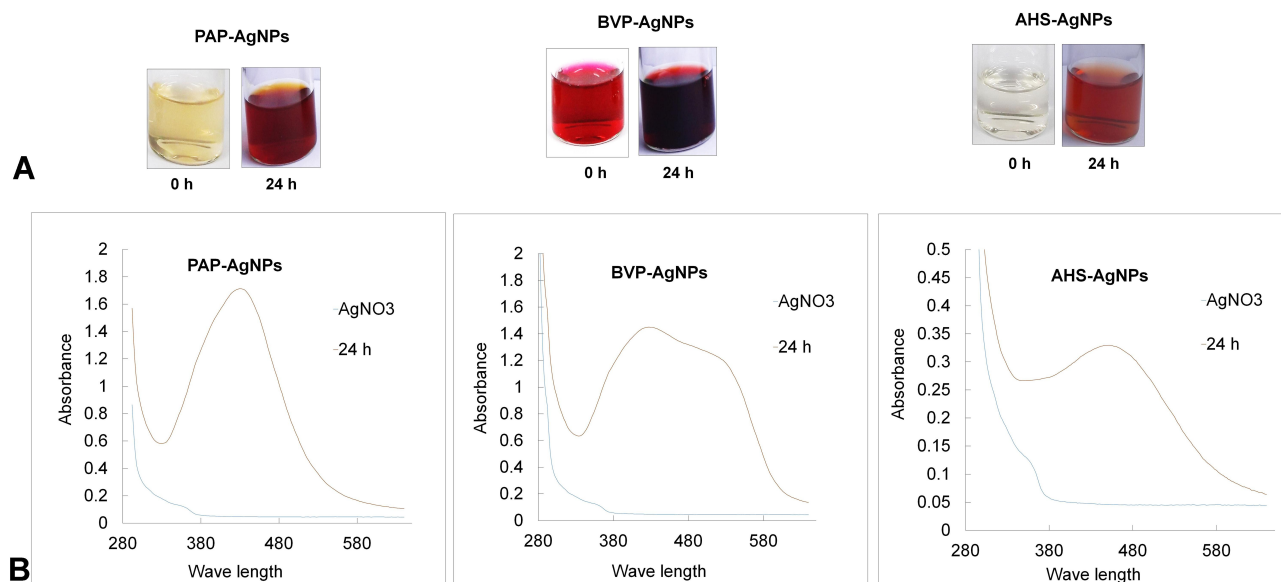 PAP-AgNPs
BVP-AgNPs
AHS-AgNPs
0 h
24 h
0 h
24 h
0 h
24 h
A
PAP-AgNPs
2
1.8
1.6
1.4
1.2
1
0.8
0.6
0.4
0.2
0
280
380
480
580
Absorbance
Wave length
AgNO3
24 h
BVP-AgNPs
2
1.8
1.6
1.4
1.2
1
0.8
0.6
0.4
0.2
0
280
380
480
580
Absorbance
Wave length
AgNO3
24 h
AHS-AgNPs
0.5
0.45
0.4
0.35
0.3
0.25
0.2
0.15
0.1
0.05
0
280
380
480
580
Absorbance
Wave length
AgNO3
24 h
B